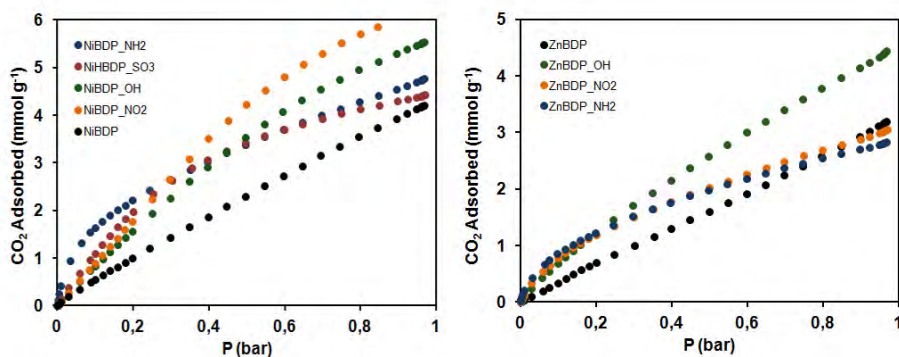 6
5
4
3
2
1
0
CO2 Adsorbed (mmol g-1)
NiBDP_NH2
NiHBDP_SO3
NiBDP_OH
NiBDP_NO2
NiBDP
0 0,2 0,4 0,6 0,8 1
P (bar)
5
4
3
2
1
0
CO2 Adsorbed (mmol g-1)
ZnBDP
ZnBDP_OH
ZnBDP_NO2
ZnBDP_NH2
0 0,2 0,4 0,6 0,8 1
P (bar)